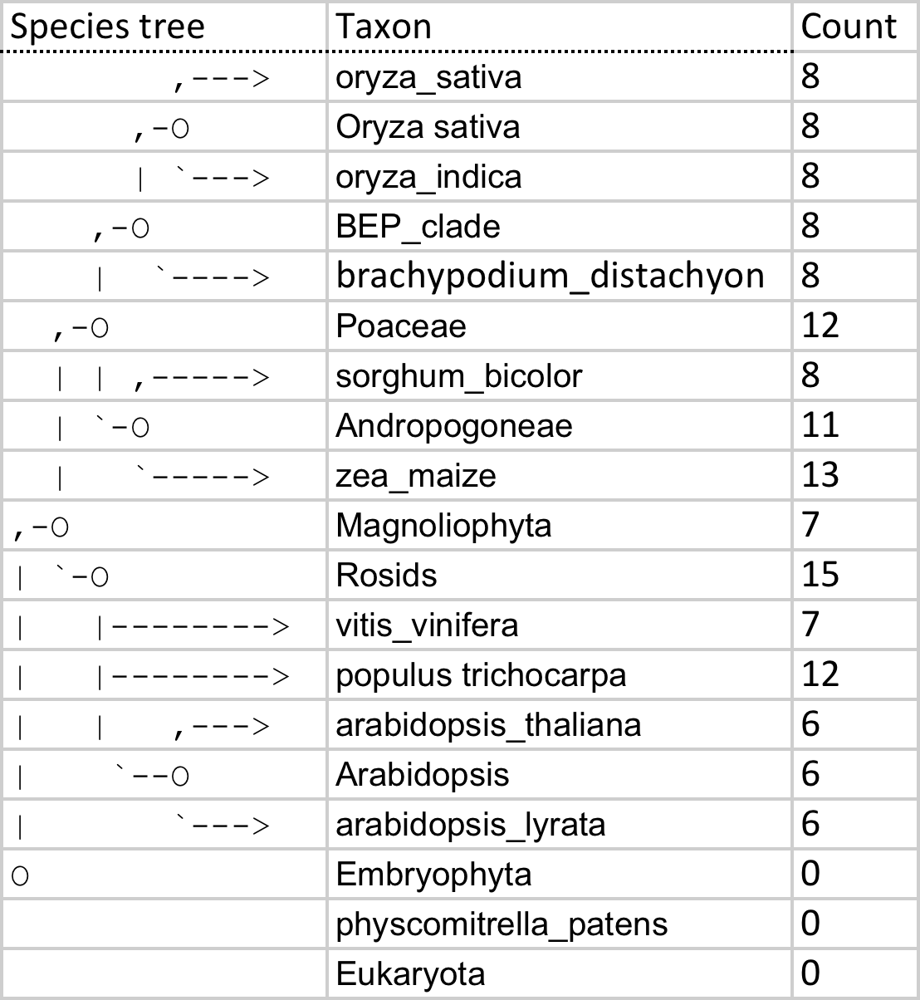 Species tree Taxon Count
,---> oryza_sativa 8
,-O Oryza sativa 8
| `---> oryza_indica 8
,-O BEP_clade 8
| `----> brachypodium_distachyon 8
,-O Poaceae 12
| | ,-----> sorghum_bicolor 8
| `-O Andropogoneae 11
| `-----> zea_maize 13
,-O Magnoliophyta 7
| `-O Rosids 15
| |--------> vitis_vinifera 7
| |--------> populus trichocarpa 12
| | ,---> arabidopsis_thaliana 6
| `--O Arabidopsis 6
| `---> arabidopsis_lyrata 6
O Embryophyta 0
physcomitrella_patens 0
Eukaryota 0